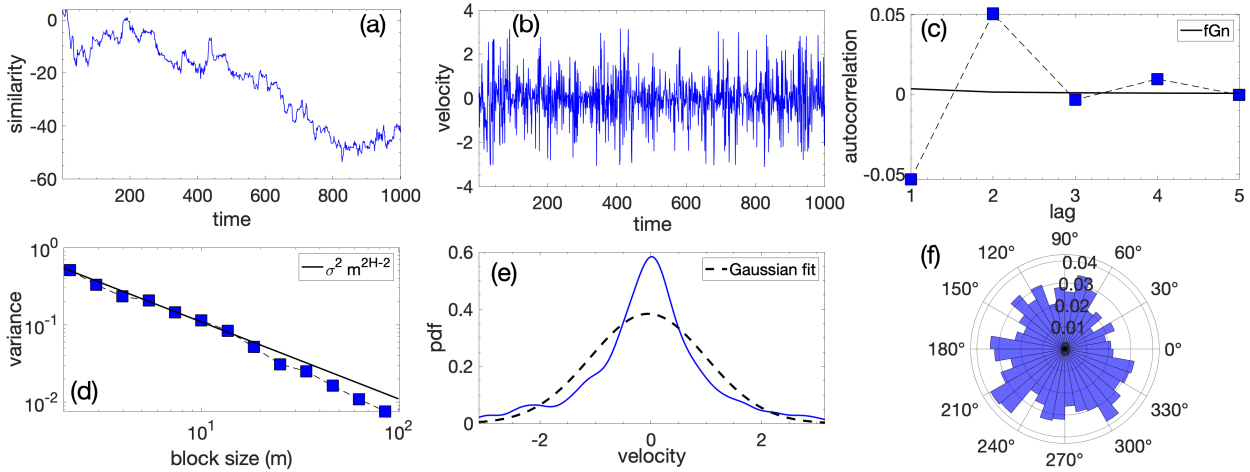 0
-20
-40
-60
200 400 600 800 1000
similarity
time
(a)
4
2
0
-2
-4
200 400 600 800 1000
velocity
time
(b)
0.05
0
-0.05
1 2 3 4 5
autocorrelation
lag
(c)
fGn
10^0
10^-1
10^-2
10^1 10^2
variance
block size (m)
(d)
σ^2 m^{2H-2}
0.6
0.4
0.2
0
-2 0 2
pdf
velocity
(e)
Gaussian fit
(f)
90°
120° 60°
150° 30°
180° 0°
210° 330°
240° 300°
270°
0.04
0.03
0.02
0.01